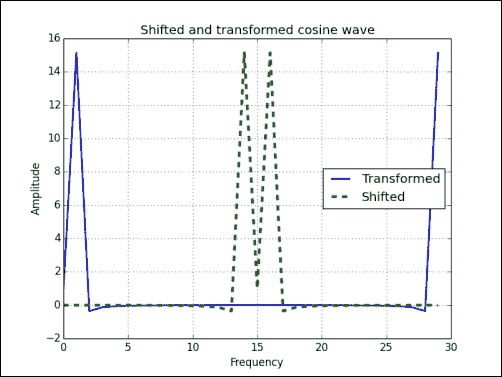 Shifted and transformed cosine wave
16
14
12
10
8
6
4
2
0
−2
Amplitude
Transformed
Shifted
0 5 10 15 20 25 30
Frequency